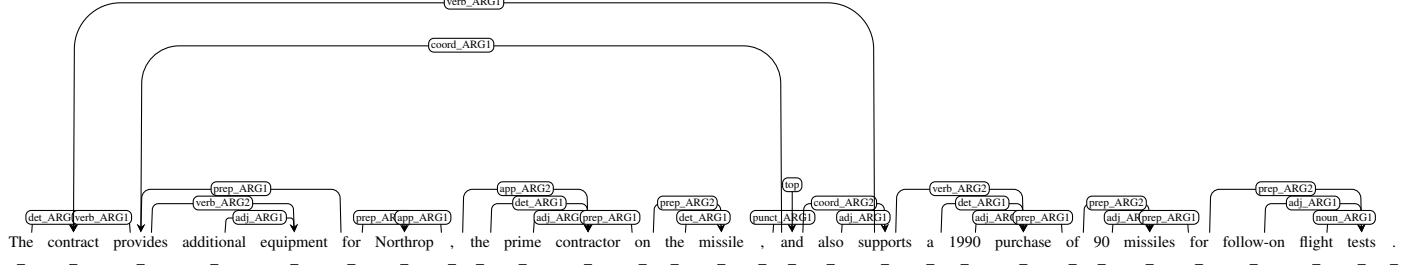 verb_ARG1
coord_ARG1
top
prep_ARG1 app_ARG2 verb_ARG2 prep_ARG2
verb_ARG2 det_ARG1 prep_ARG2 coord_ARG2 det_ARG1 prep_ARG2 adj_ARG1
verb_ARG1 adj_ARG1 app_ARG1 prep_ARG1 det_ARG1 punct_ARG1 adj_ARG1 prep_ARG1 prep_ARG1 noun_ARG1
The contract provides additional equipment for Northrop , the prime contractor on the missile , and also supports a 1990 purchase of 90 missiles for follow-on flight tests .
_ _ _ _ _ _ _ _ _ _ _ _ _ _ _ _ _ _ _ _ _ _ _ _ _ _ _ _ _